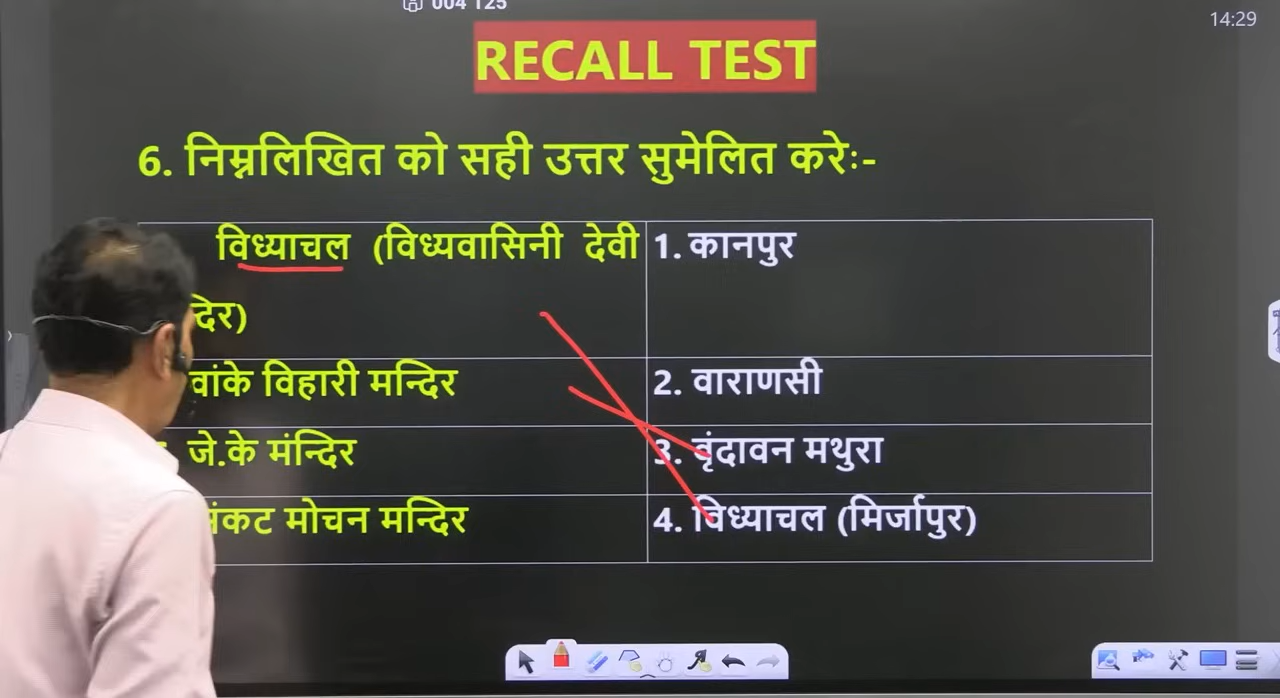 004 125
14:29
RECALL TEST
6. निम्नलिखित को सही उत्तर सुमेलित करेः-
विध्याचल (विध्यवासिनी देवी
1. कानपुर
दिर)
वांके विहारी मन्दिर
2. वाराणसी
जे.के मंन्दिर
3. वृंदावन मथुरा
संकट मोचन मन्दिर
4. विध्याचल (मिर्जापुर)